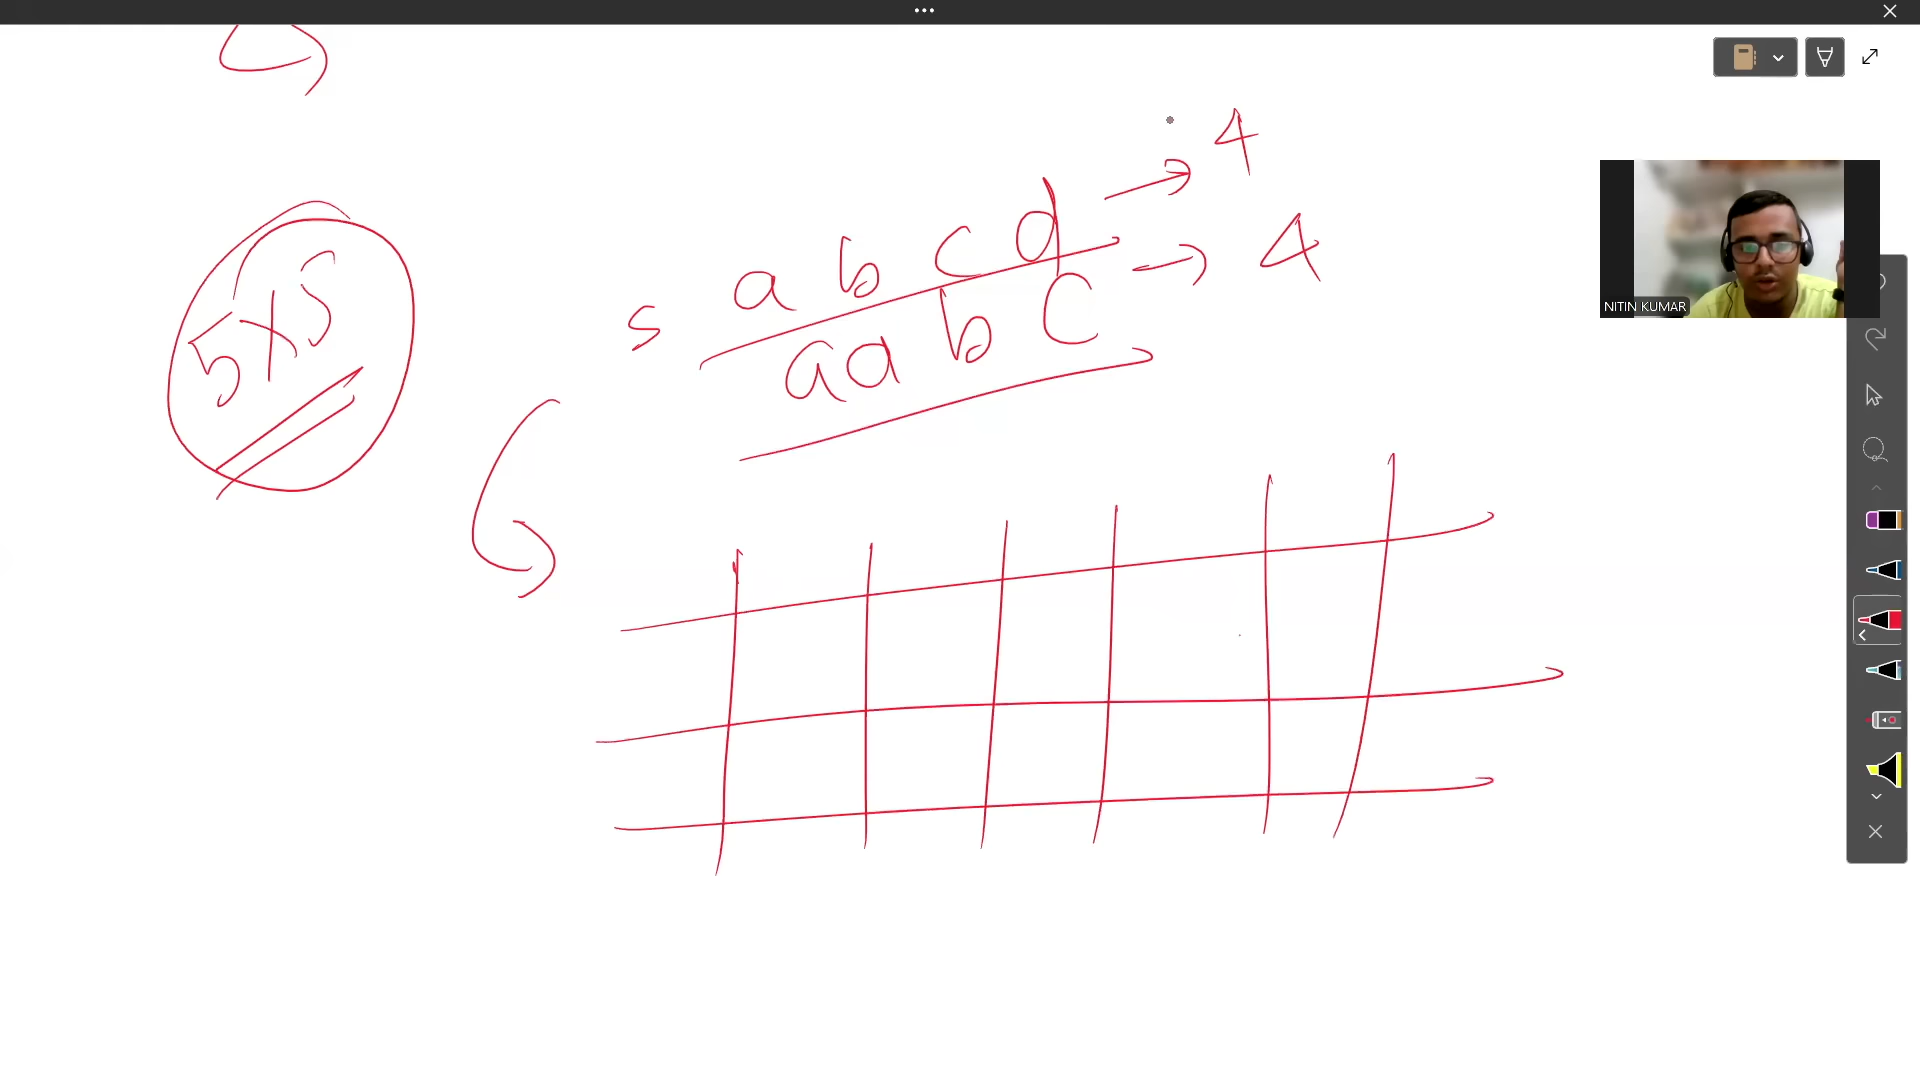 a b c d → 4
s
a a b c → 4
5x5
NITIN KUMAR